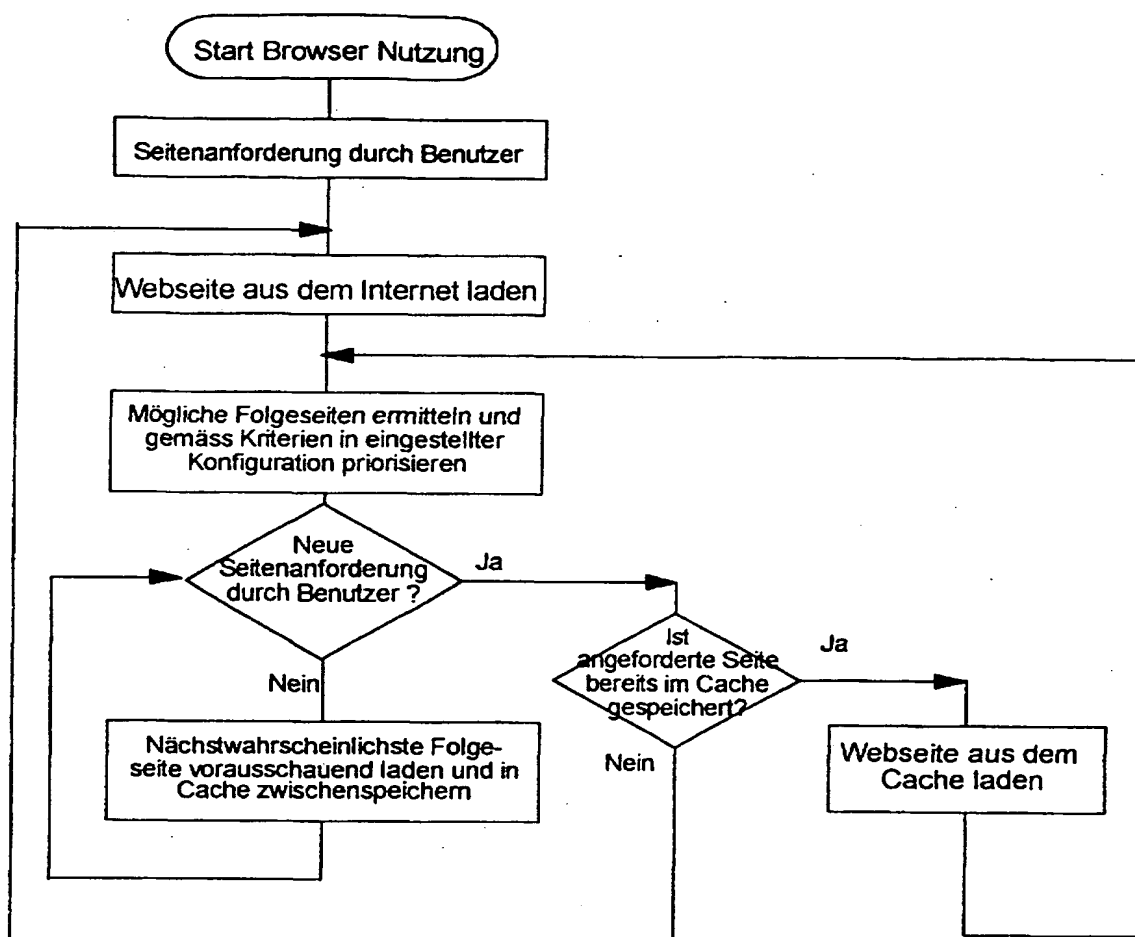 Start Browser Nutzung
Seitenanforderung durch Benutzer
Webseite aus dem Internet laden
Mögliche Folgeseiten ermitteln und
gemäss Kriterien in eingestellter
Konfiguration priorisieren
Neue
Seitenanforderung
durch Benutzer ?
Ja
Nein
Nächstwahrscheinlichste Folge-
seite vorausschauend laden und in
Cache zwischenspeichern
Ist
angeforderte Seite
bereits im Cache
gespeichert?
Ja
Nein
Webseite aus dem
Cache laden